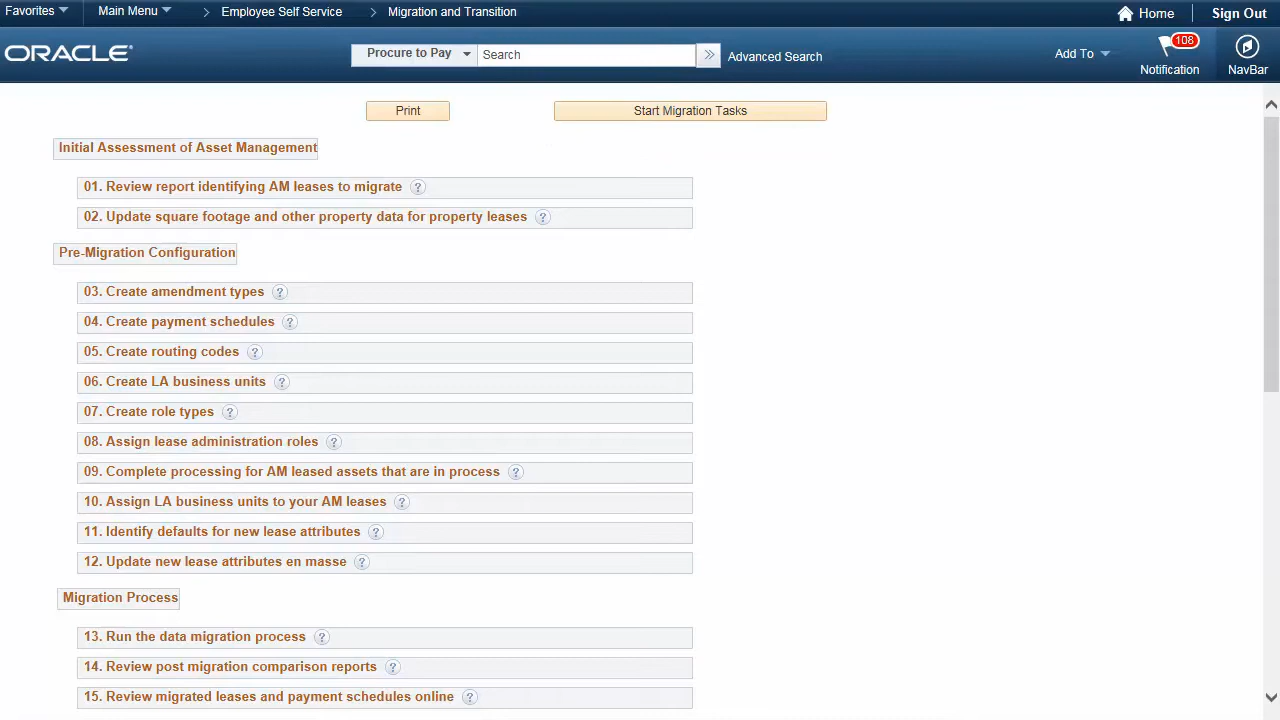 Favorites Main Menu > Employee Self Service > Migration and Transition Home Sign Out
ORACLE® Procure to Pay Search >> Advanced Search Add To 108 Notification NavBar
Print Start Migration Tasks
Initial Assessment of Asset Management
01. Review report identifying AM leases to migrate ?
02. Update square footage and other property data for property leases ?
Pre-Migration Configuration
03. Create amendment types ?
04. Create payment schedules ?
05. Create routing codes ?
06. Create LA business units ?
07. Create role types ?
08. Assign lease administration roles ?
09. Complete processing for AM leased assets that are in process ?
10. Assign LA business units to your AM leases ?
11. Identify defaults for new lease attributes ?
12. Update new lease attributes en masse ?
Migration Process
13. Run the data migration process ?
14. Review post migration comparison reports ?
15. Review migrated leases and payment schedules online ?